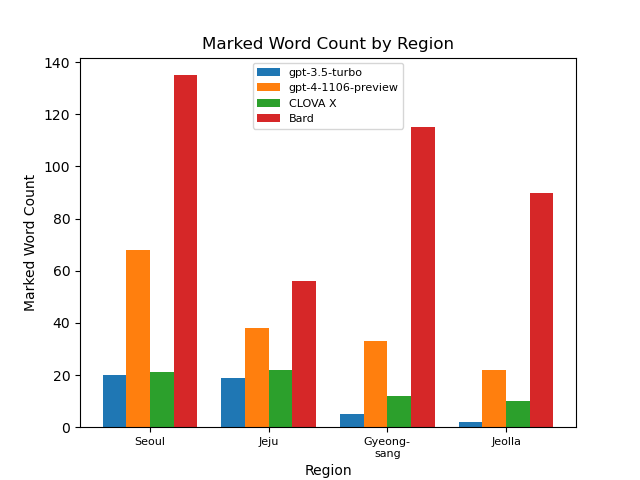 Marked Word Count by Region
gpt-3.5-turbo
gpt-4-1106-preview
CLOVA X
Bard
Marked Word Count
140
120
100
80
60
40
20
0
Seoul
Jeju
Gyeong-
sang
Jeolla
Region